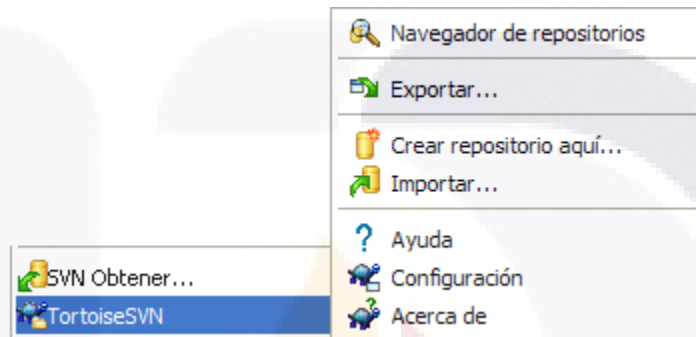 Navegador de repositorios
Exportar...
Crear repositorio aquí...
Importar...
Ayuda
Configuración
Acerca de
SVN Obtener...
TortoiseSVN